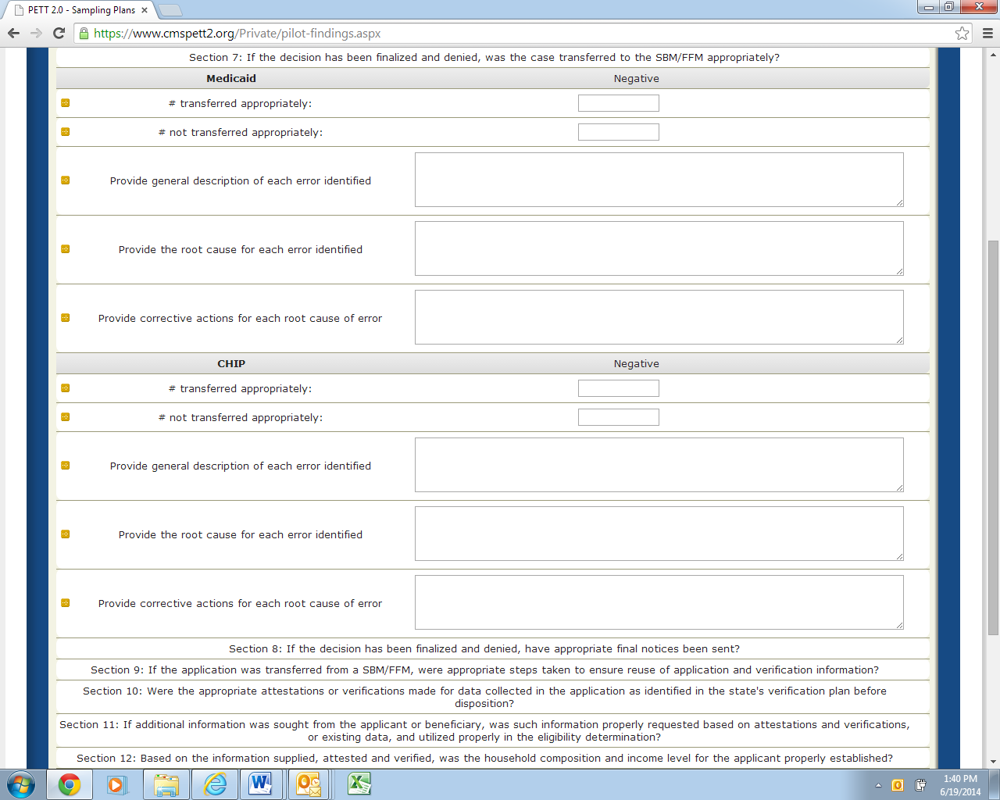 PETT 2.0 - Sampling Plans
https://www.cmspett2.org/Private/pilot-findings.aspx
Section 7: If the decision has been finalized and denied, was the case transferred to the SBM/FFM appropriately?
Medicaid Negative
# transferred appropriately:
# not transferred appropriately:
Provide general description of each error identified
Provide the root cause for each error identified
Provide corrective actions for each root cause of error
CHIP Negative
# transferred appropriately:
# not transferred appropriately:
Provide general description of each error identified
Provide the root cause for each error identified
Provide corrective actions for each root cause of error
Section 8: If the decision has been finalized and denied, have appropriate final notices been sent?
Section 9: If the application was transferred from a SBM/FFM, were appropriate steps taken to ensure reuse of application and verification information?
Section 10: Were the appropriate attestations or verifications made for data collected in the application as identified in the state's verification plan before
disposition?
Section 11: If additional information was sought from the applicant or beneficiary, was such information properly requested based on attestations and verifications,
or existing data, and utilized properly in the eligibility determination?
Section 12: Based on the information supplied, attested and verified, was the household composition and income level for the applicant properly established?
1:40 PM
6/19/2014